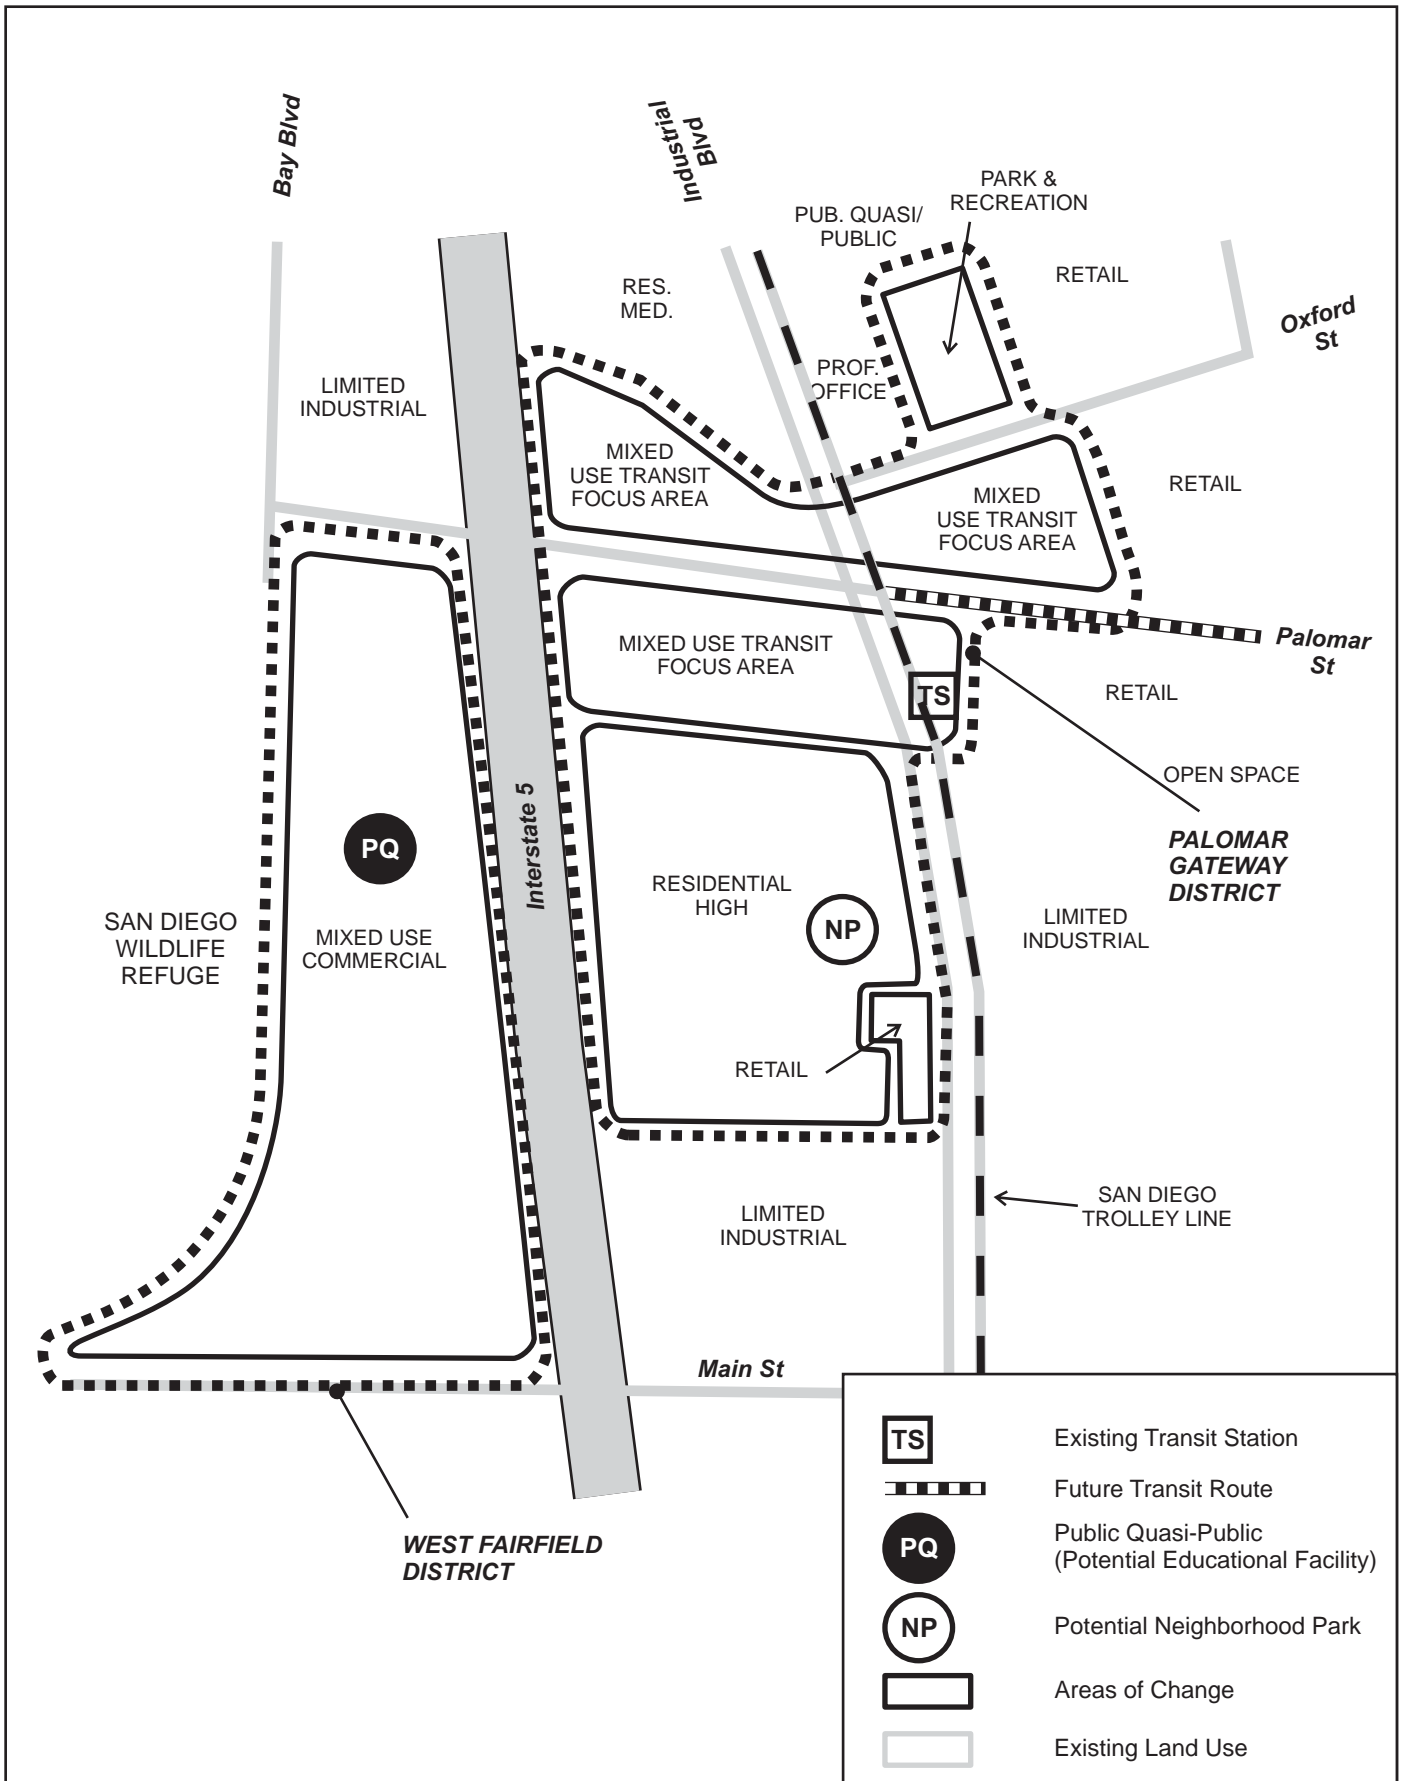 Bay Blvd
Industrial
Blvd
PARK &
RECREATION
PUB. QUASI/
PUBLIC
RETAIL
RES.
MED.
Oxford
St
PROF.
OFFICE
LIMITED
INDUSTRIAL
MIXED
USE TRANSIT
FOCUS AREA
MIXED
USE TRANSIT
FOCUS AREA
RETAIL
MIXED USE TRANSIT
FOCUS AREA
Palomar
St
TS
RETAIL
OPEN SPACE
PALOMAR
GATEWAY
DISTRICT
Interstate 5
PQ
RESIDENTIAL
HIGH
NP
SAN DIEGO
WILDLIFE
REFUGE
MIXED USE
COMMERCIAL
LIMITED
INDUSTRIAL
RETAIL
SAN DIEGO
TROLLEY LINE
LIMITED
INDUSTRIAL
Main St
WEST FAIRFIELD
DISTRICT
TS
Existing Transit Station
Future Transit Route
PQ
Public Quasi-Public
(Potential Educational Facility)
NP
Potential Neighborhood Park
Areas of Change
Existing Land Use